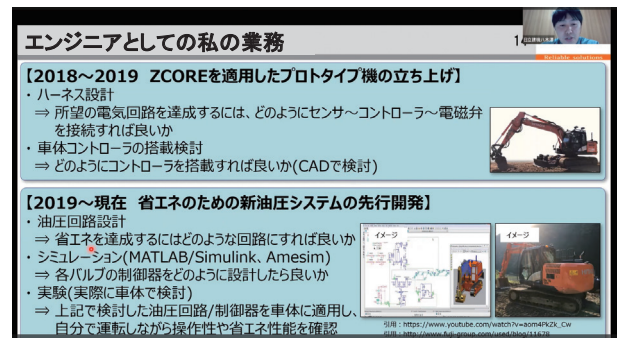 エンジニアとしての私の業務
14
Reliable solutions
【2018～2019 ZCOREを適用したプロトタイプ機の立ち上げ】
・ハーネス設計
⇒ 所望の電気回路を達成するには、どのようにセンサ～コントローラ～電磁弁
を接続すれば良いか
・車体コントローラの搭載検討
⇒ どのようにコントローラを搭載すれば良いか(CADで検討)
【2019～現在 省エネのための新油圧システムの先行開発】
・油圧回路設計
⇒ 省エネを達成するにはどのような回路にすれば良いか
・シミュレーション(MATLAB/Simulink、Amesim)
⇒ 各バルブの制御器をどのように設計したら良いか
・実験(実際に車体で検討)
⇒ 上記で検討した油圧回路/制御器を車体に適用し、
自分で運転しながら操作性や省エネ性能を確認
イメージ
イメージ
引用：https://www.youtube.com/watch?v=aom4PkZk_Cw